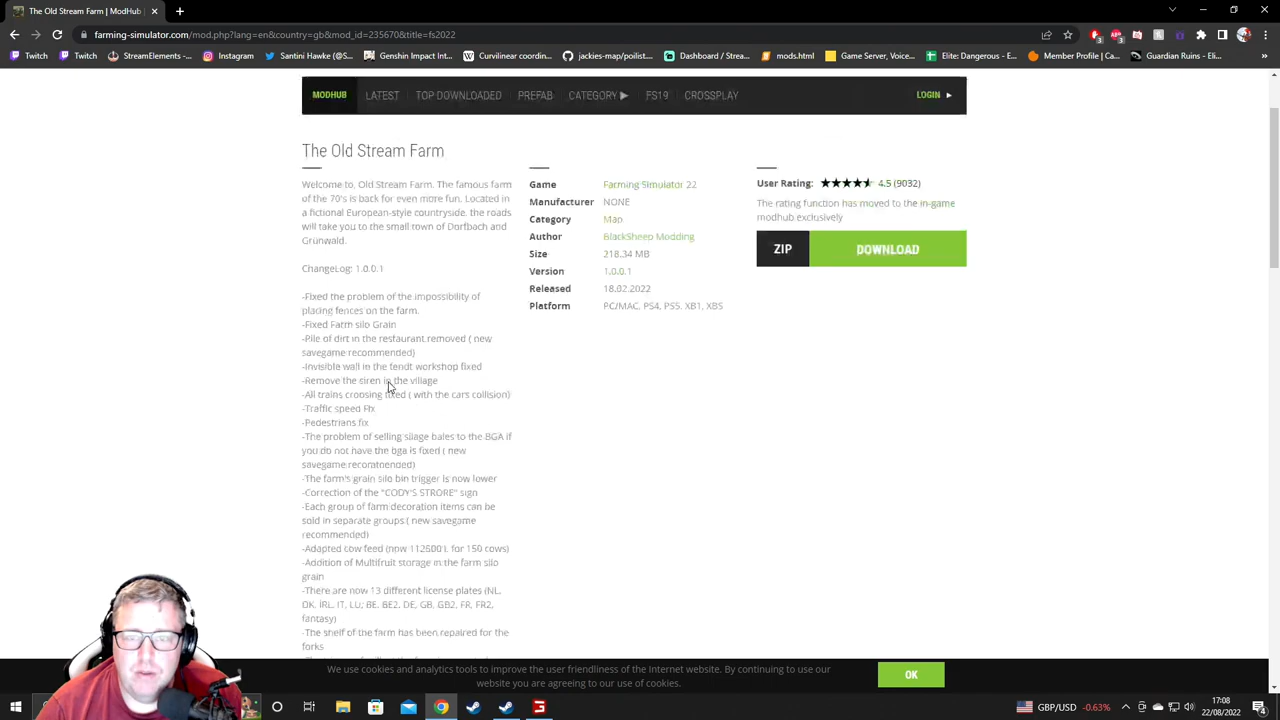 The Old Stream Farm | Farming
farming-simulator.com/mod.php?lang=en&country=gb&mod_id=235670&title=fs2022
Twitch
StreamElements -...
Instagram
Santini Hawke (@S...
Genshin Impact Int...
Curvilinear coordin...
jackies-map/poilist...
Dashboard / Strea...
mods.html
Game Server, Voice...
Elite: Dangerous -...
Member Profile | Ca...
Guardian Ruins | Eli...
MODHUB LATEST TOP DOWNLOADED PREFAB CATEGORY FS19 CROSSPLAY LOGIN
The Old Stream Farm
Welcome to, Old Stream Farm. The famous farm
of the 70's is back for even more fun. Located in
a fictional European-style countryside, the roads
will take you to the small town of Dorfbach and
Grunwald.
ChangeLog: 1.0.0.1
-Fixed the problem of the impossibility of
placing fences on the farm.
-Fixed Farm silo Grain
-Pile of dirt in the restaurant removed ( new
savegame recommended)
-Invisible wall in the fendt workshop fixed
-Remove the siren in the village
-All trains crossing fixed ( with the cars collision)
-Traffic speed Fix
-Pedestrians fix
-The problem of selling silage bales to the BGA if
you do not have the bga is fixed ( new
savegame recommended)
-The farm's grain silo bin trigger is now lower
-Correction of the "CODY'S STRORE" sign
-Each group of farm decoration items can be
sold in separate groups ( new savegame
recommended)
-Adapted cow feed (now 112500 l. for 150 cows)
-Addition of Multifruit storage in the farm silo
grain
-There are now 13 different license plates (NL,
DK, IRL, IT, LU, BE, BE2, DE, GB, GB2, FR, FR2,
fantasy)
-The shelf of the farm has been repaired for the
forks
Game Farming Simulator 22
Manufacturer NONE
Category Map
Author BlackSheep Modding
Size 218.34 MB
Version 1.0.0.1
Released 18.02.2022
Platform PC/MAC, PS4, PS5, XB1, XBS
User Rating: 4.5 (9032)
The rating function has moved to the in-game
modhub exclusively
ZIP DOWNLOAD
We use cookies and analytics tools to improve the user friendliness of the Internet website. By continuing to use our
website you are agreeing to our use of cookies.
OK
GBP/USD -0.63%
17:08
22/08/2022